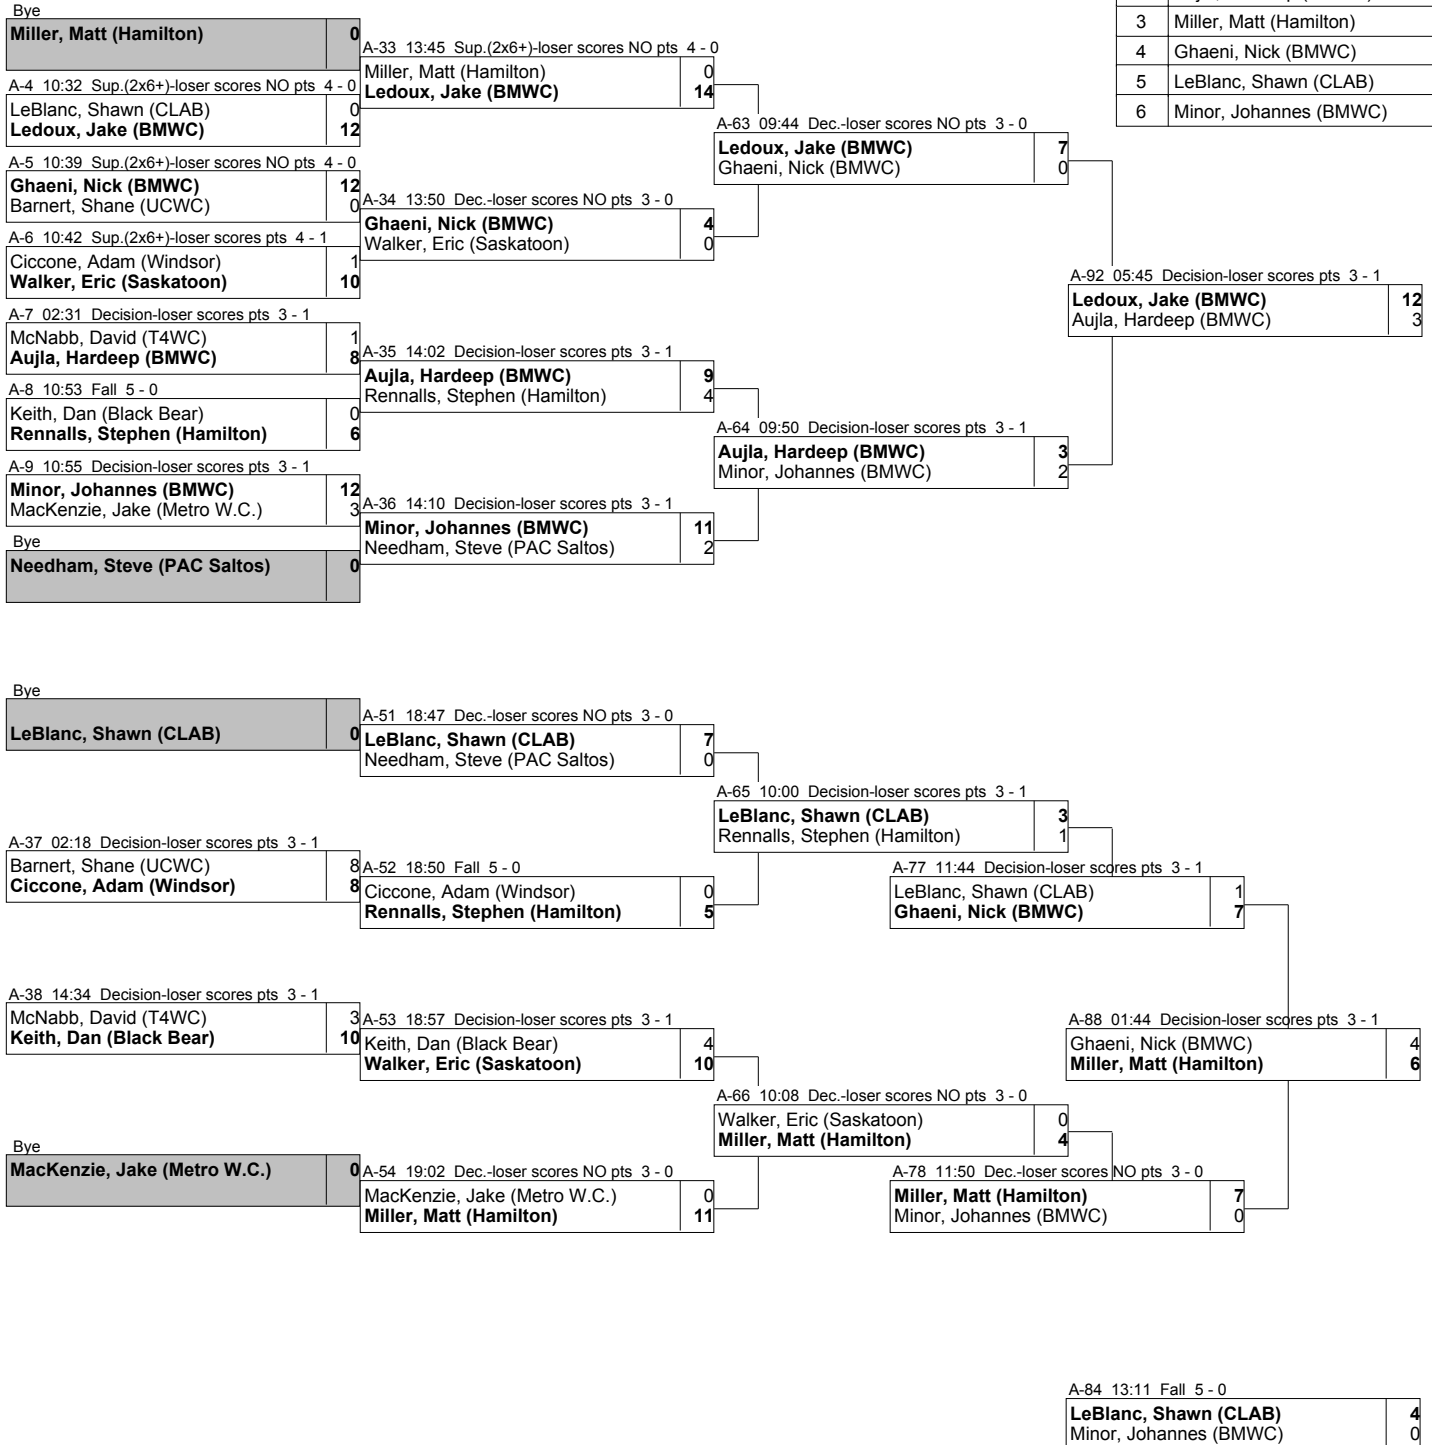 Bye
Miller, Matt (Hamilton) 0
A-4 10:32 Sup.(2x6+)-loser scores NO pts 4 - 0
LeBlanc, Shawn (CLAB) 0
Ledoux, Jake (BMWC) 12
A-5 10:39 Sup.(2x6+)-loser scores NO pts 4 - 0
Ghaeni, Nick (BMWC) 12
Barnert, Shane (UCWC) 0
A-6 10:42 Sup.(2x6+)-loser scores pts 4 - 1
Ciccone, Adam (Windsor) 1
Walker, Eric (Saskatoon) 10
A-7 02:31 Decision-loser scores pts 3 - 1
McNabb, David (T4WC) 1
Aujla, Hardeep (BMWC) 8
A-8 10:53 Fall 5 - 0
Keith, Dan (Black Bear) 0
Rennalls, Stephen (Hamilton) 6
A-9 10:55 Decision-loser scores pts 3 - 1
Minor, Johannes (BMWC) 12
MacKenzie, Jake (Metro W.C.) 3
Bye
Needham, Steve (PAC Saltos) 0
A-33 13:45 Sup.(2x6+)-loser scores NO pts 4 - 0
Miller, Matt (Hamilton) 0
Ledoux, Jake (BMWC) 14
A-34 13:50 Dec.-loser scores NO pts 3 - 0
Ghaeni, Nick (BMWC) 4
Walker, Eric (Saskatoon) 0
A-35 14:02 Decision-loser scores pts 3 - 1
Aujla, Hardeep (BMWC) 9
Rennalls, Stephen (Hamilton) 4
A-36 14:10 Decision-loser scores pts 3 - 1
Minor, Johannes (BMWC) 11
Needham, Steve (PAC Saltos) 2
A-63 09:44 Dec.-loser scores NO pts 3 - 0
Ledoux, Jake (BMWC) 7
Ghaeni, Nick (BMWC) 0
A-64 09:50 Decision-loser scores pts 3 - 1
Aujla, Hardeep (BMWC) 3
Minor, Johannes (BMWC) 2
A-92 05:45 Decision-loser scores pts 3 - 1
Ledoux, Jake (BMWC) 12
Aujla, Hardeep (BMWC) 3
3 Miller, Matt (Hamilton)
4 Ghaeni, Nick (BMWC)
5 LeBlanc, Shawn (CLAB)
6 Minor, Johannes (BMWC)
Bye
LeBlanc, Shawn (CLAB) 0
A-37 02:18 Decision-loser scores pts 3 - 1
Barnert, Shane (UCWC) 8
Ciccone, Adam (Windsor) 8
A-38 14:34 Decision-loser scores pts 3 - 1
McNabb, David (T4WC) 3
Keith, Dan (Black Bear) 10
Bye
MacKenzie, Jake (Metro W.C.) 0
A-51 18:47 Dec.-loser scores NO pts 3 - 0
LeBlanc, Shawn (CLAB) 7
Needham, Steve (PAC Saltos) 0
A-52 18:50 Fall 5 - 0
Ciccone, Adam (Windsor) 0
Rennalls, Stephen (Hamilton) 5
A-53 18:57 Decision-loser scores pts 3 - 1
Keith, Dan (Black Bear) 4
Walker, Eric (Saskatoon) 10
A-54 19:02 Dec.-loser scores NO pts 3 - 0
MacKenzie, Jake (Metro W.C.) 0
Miller, Matt (Hamilton) 11
A-65 10:00 Decision-loser scores pts 3 - 1
LeBlanc, Shawn (CLAB) 3
Rennalls, Stephen (Hamilton) 1
A-66 10:08 Dec.-loser scores NO pts 3 - 0
Walker, Eric (Saskatoon) 0
Miller, Matt (Hamilton) 4
A-77 11:44 Decision-loser scores pts 3 - 1
LeBlanc, Shawn (CLAB) 1
Ghaeni, Nick (BMWC) 7
A-78 11:50 Dec.-loser scores NO pts 3 - 0
Miller, Matt (Hamilton) 7
Minor, Johannes (BMWC) 0
A-88 01:44 Decision-loser scores pts 3 - 1
Ghaeni, Nick (BMWC) 4
Miller, Matt (Hamilton) 6
A-84 13:11 Fall 5 - 0
LeBlanc, Shawn (CLAB) 4
Minor, Johannes (BMWC) 0